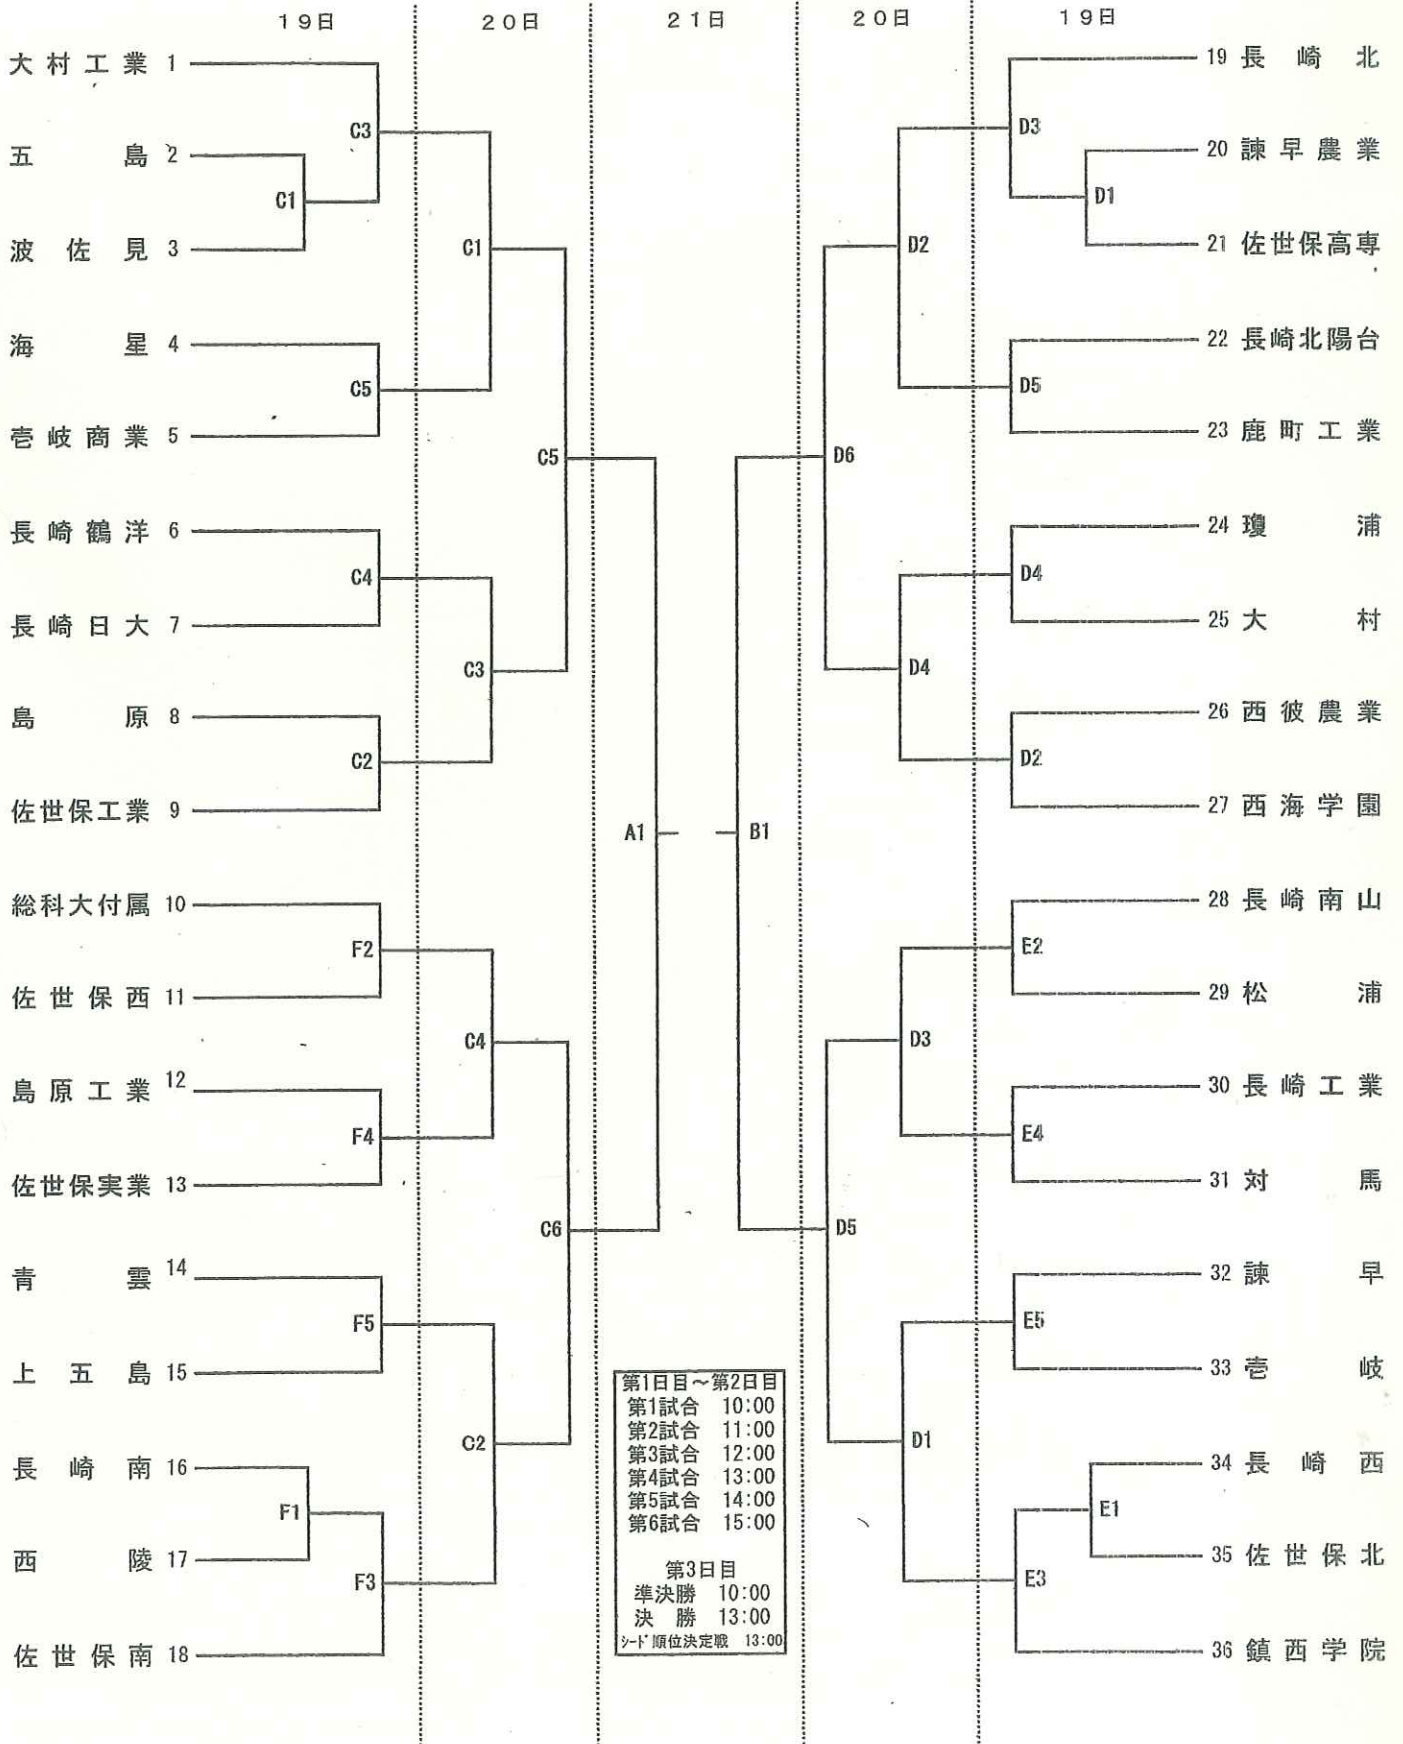 19日 20日 21日 20日 19日
大村工業 1
C3
五島 2
C1
波佐見 3
C1
海星 4
C5
壱岐商業 5
C5
長崎鶴洋 6
C4
長崎日大 7
C3
島原 8
C2
佐世保工業 9
A1
総科大付属 10
F2
佐世保西 11
C4
島原工業 12
F4
佐世保実業 13
C6
青雲 14
F5
上五島 15
C2
長崎南 16
F1
西陵 17
F3
佐世保南 18
第1日目～第2日目
第1試合 10:00
第2試合 11:00
第3試合 12:00
第4試合 13:00
第5試合 14:00
第6試合 15:00
第3日目
準決勝 10:00
決勝 13:00
シード順位決定戦 13:00
19 長崎北
D3
20 諫早農業
D1
21 佐世保高専
D2
22 長崎北陽台
D5
23 鹿町工業
D6
24 瓊浦
D4
25 大村
D4
26 西彼農業
D2
27 西海学園
B1
28 長崎南山
E2
29 松浦
D3
30 長崎工業
E4
31 対馬
D5
32 諫早
E5
33 壱岐
D1
34 長崎西
E1
35 佐世保北
E3
36 鎮西学院